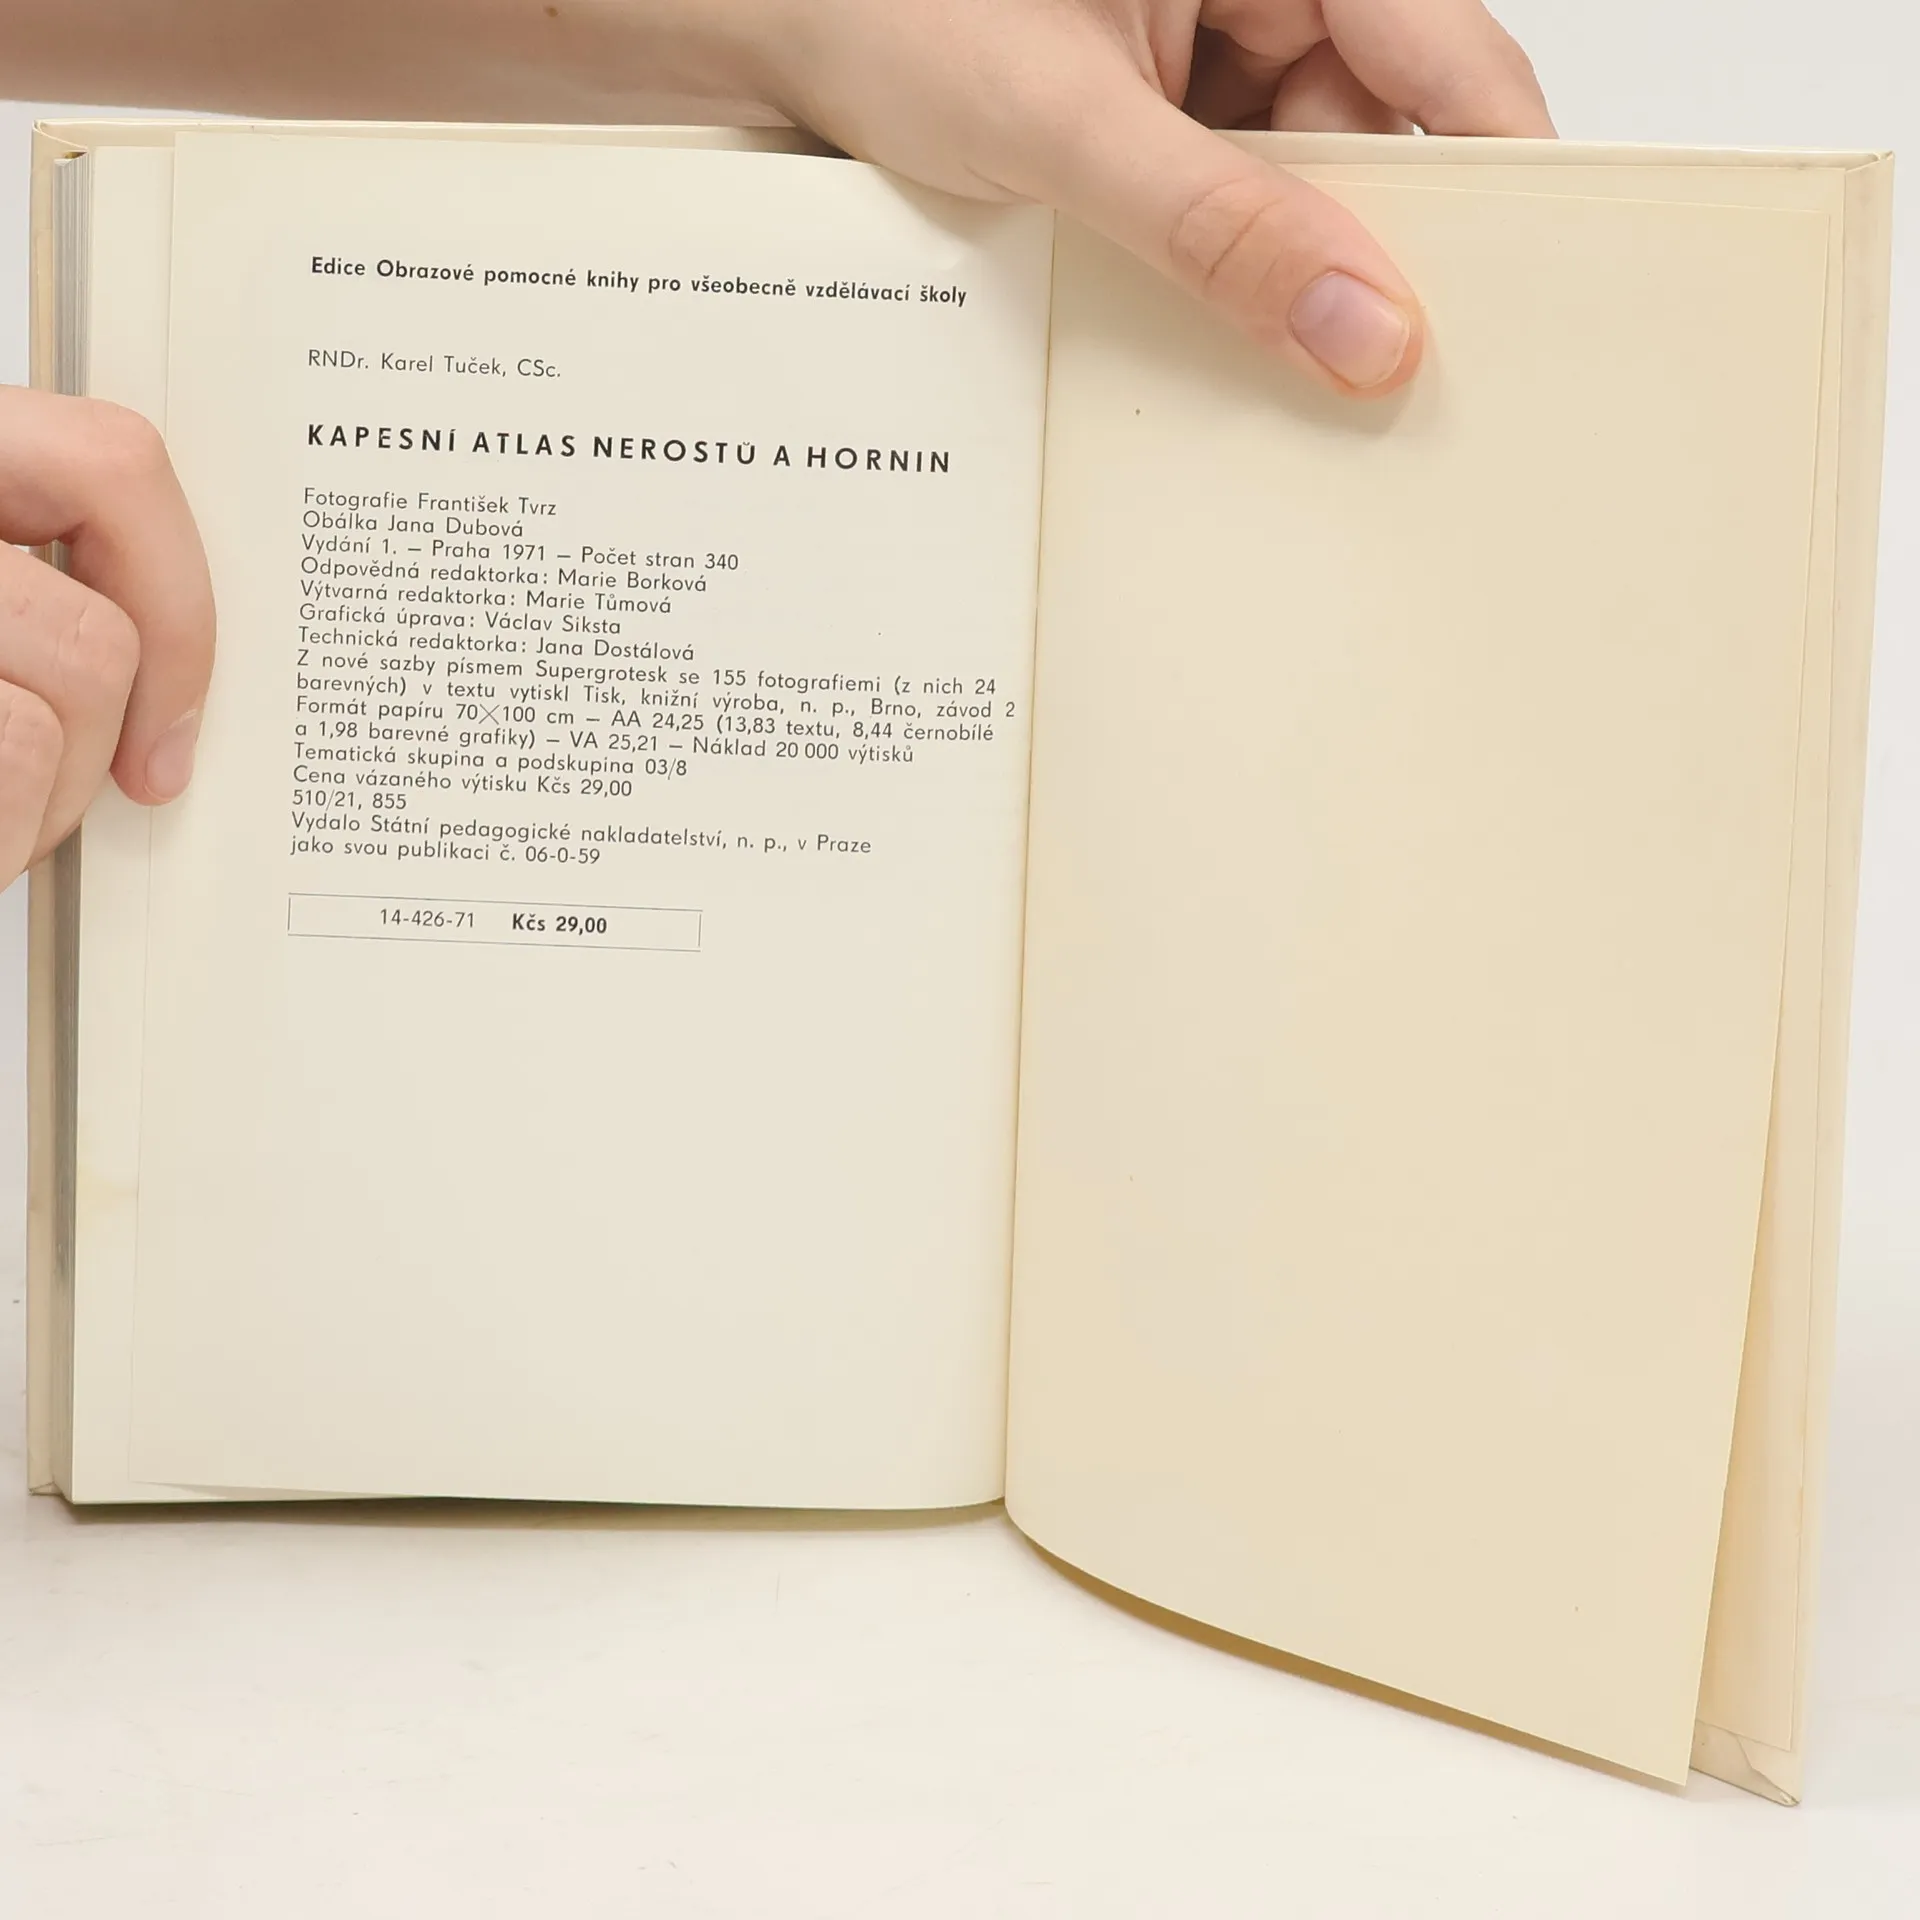 Edice Obrazové pomocné knihy pro všeobecně vzdělávací školy
RNDr. Karel Tuček, CSc.
KAPESNÍ ATLAS NEROSTŮ A HORNIN
Fotografie František Tvrz
Obálka Jana Dubová
Vydání 1. – Praha 1971 – Počet stran 340
Odpovědná redaktorka: Marie Borková
Výtvarná redaktorka: Marie Tůmová
Grafická úprava: Václav Siksta
Technická redaktorka: Jana Dostálová
Z nové sazby písmem Supergrotesk se 155 fotografiemi (z nich 24
barevných) v textu vytiskl Tisk, knižní výroba, n. p., Brno, závod 2
Formát papíru 70×100 cm – AA 24,25 (13,83 textu, 8,44 černobílé
a 1,98 barevné grafiky) – VA 25,21 – Náklad 20 000 výtisků
Tematická skupina a podskupina 03/8
Cena vázaného výtisku Kčs 29,00
510/21, 855
Vydalo Státní pedagogické nakladatelství, n. p., v Praze
jako svou publikaci č. 06-0-59
14-426-71 Kčs 29,00